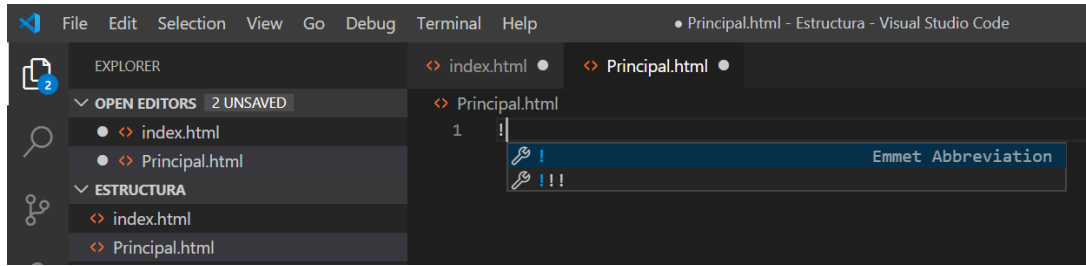 File Edit Selection View Go Debug Terminal Help ● Principal.html - Estructura - Visual Studio Code
2
EXPLORER
OPEN EDITORS 2 UNSAVED
● <> index.html
● <> Principal.html
ESTRUCTURA
<> index.html
<> Principal.html
<> index.html ● <> Principal.html ●
<> Principal.html
1 !
! Emmet Abbreviation
!!!